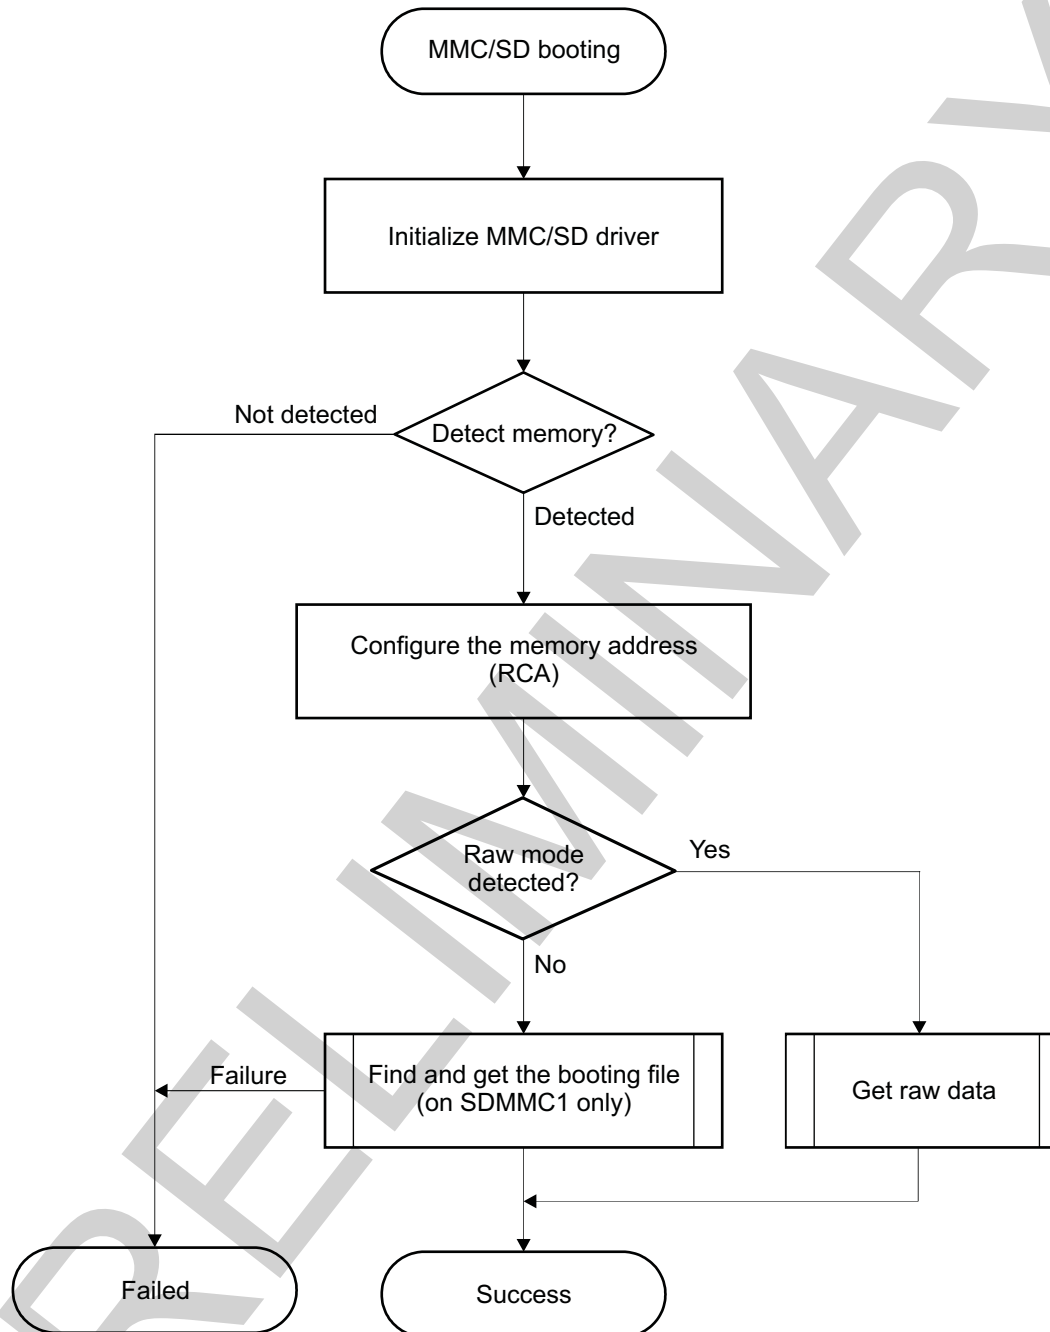 MMC/SD booting
Initialize MMC/SD driver
Not detected
Detect memory?
Detected
Configure the memory address
(RCA)
Raw mode
detected?
Yes
No
Failure
Find and get the booting file
(on SDMMC1 only)
Get raw data
Failed
Success
RELIMINARY